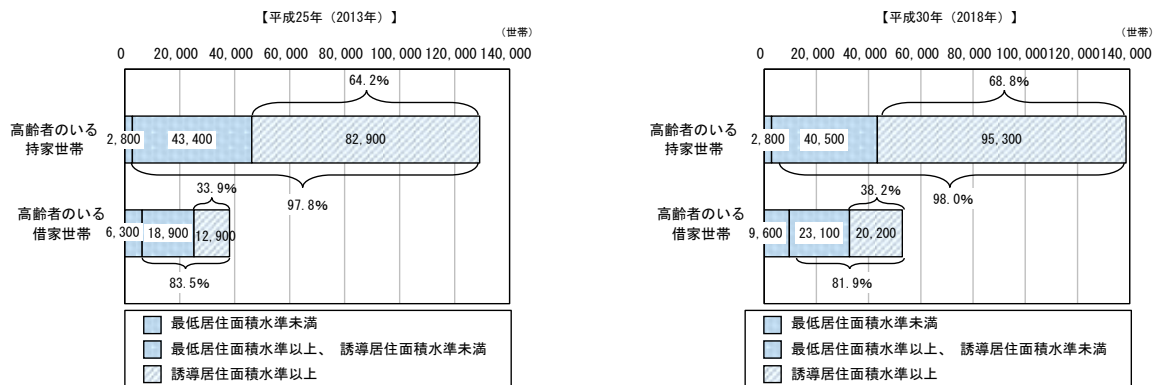 【平成25年（2013年）】
（世帯）
0 20,000 40,000 60,000 80,000 100,000 120,000 140,000
64.2%
高齢者のいる
持家世帯
2,800 43,400 82,900
97.8%
33.9%
高齢者のいる
借家世帯
6,300 18,900 12,900
83.5%
最低居住面積水準未満
最低居住面積水準以上、 誘導居住面積水準未満
誘導居住面積水準以上
【平成30年（2018年）】
（世帯）
0 20,000 40,000 60,000 80,000 100,000 120,000 140,000
68.8%
高齢者のいる
持家世帯
2,800 40,500 95,300
98.0%
38.2%
高齢者のいる
借家世帯
9,600 23,100 20,200
81.9%
最低居住面積水準未満
最低居住面積水準以上、 誘導居住面積水準未満
誘導居住面積水準以上